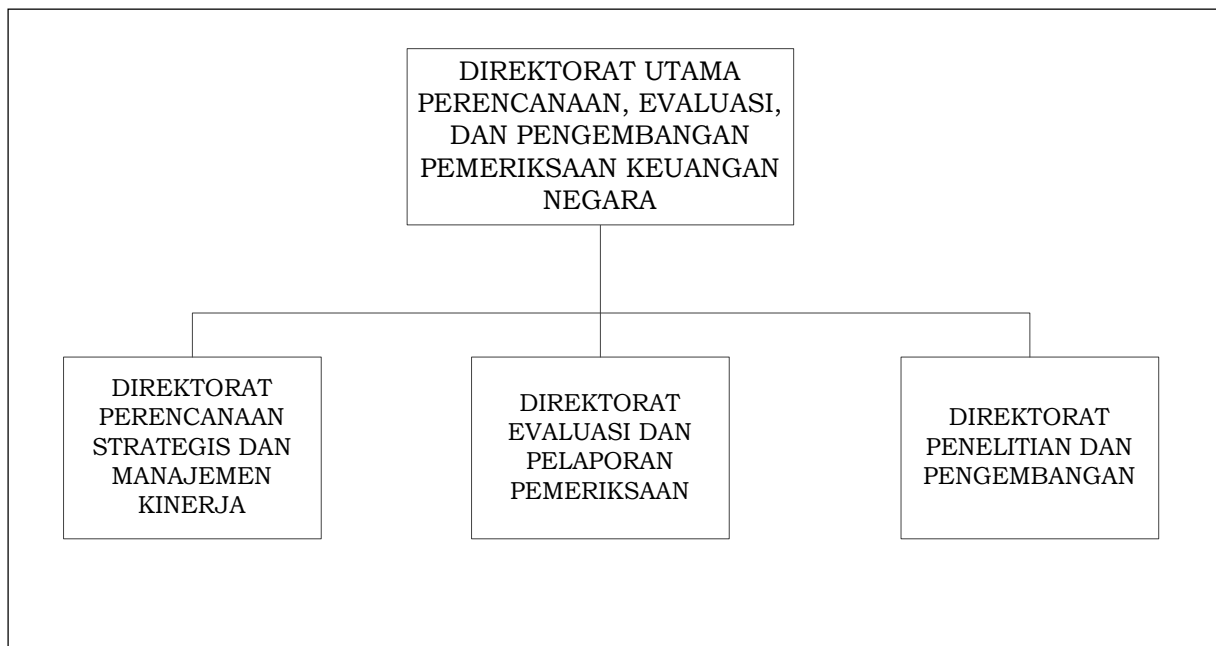 DIREKTORAT UTAMA
PERENCANAAN, EVALUASI,
DAN PENGEMBANGAN
PEMERIKSAAN KEUANGAN
NEGARA
DIREKTORAT
PERENCANAAN
STRATEGIS DAN
MANAJEMEN
KINERJA
DIREKTORAT
EVALUASI DAN
PELAPORAN
PEMERIKSAAN
DIREKTORAT
PENELITIAN DAN
PENGEMBANGAN